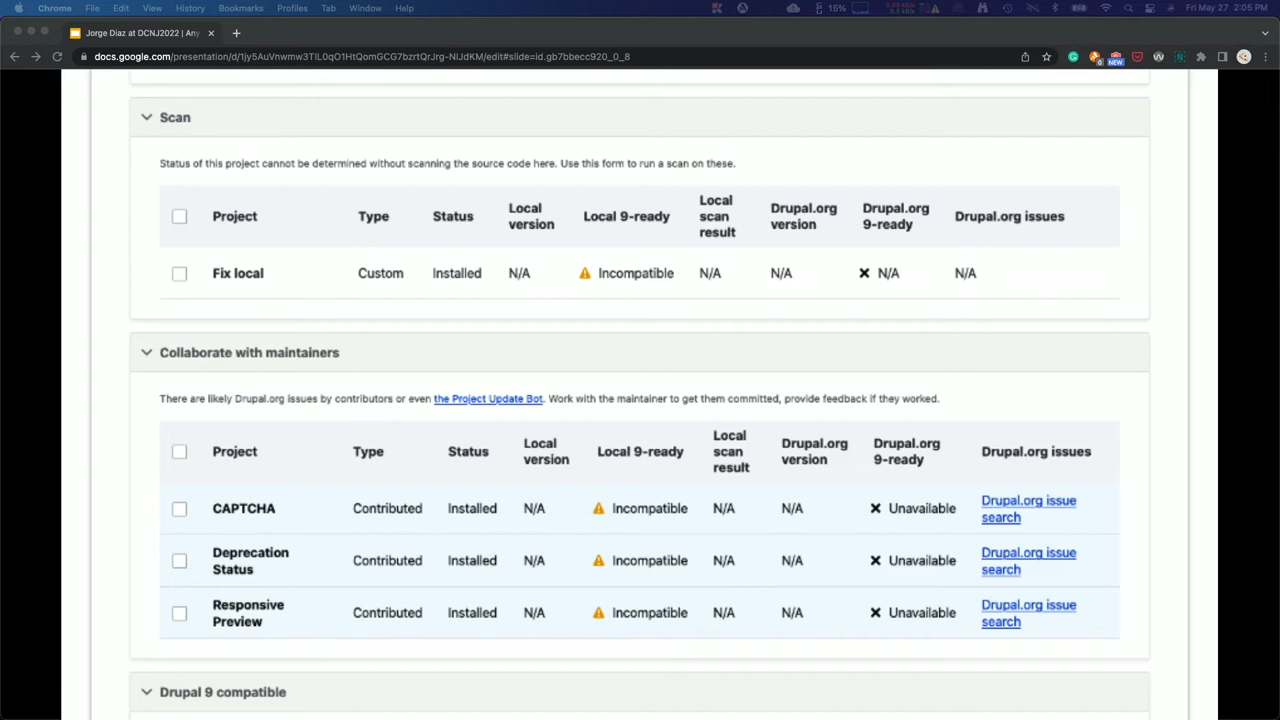 Chrome File Edit View History Bookmarks Profiles Tab Window Help 15% Fri May 27 2:05 PM
Jorge Diaz at DCNJ2022 | Any
docs.google.com/presentation/d/1jy5AuVnwmw3TIL0qO1HtQomGCG7bzrtQrJrg-NIJdKM/edit#slide=id.gb7bbecc920_0_8
NEW
Scan
Status of this project cannot be determined without scanning the source code here. Use this form to run a scan on these.
Project Type Status Local version Local 9-ready Local scan result Drupal.org version Drupal.org 9-ready Drupal.org issues
Fix local Custom Installed N/A Incompatible N/A N/A N/A N/A
Collaborate with maintainers
There are likely Drupal.org issues by contributors or even the Project Update Bot. Work with the maintainer to get them committed, provide feedback if they worked.
Project Type Status Local version Local 9-ready Local scan result Drupal.org version Drupal.org 9-ready Drupal.org issues
CAPTCHA Contributed Installed N/A Incompatible N/A N/A Unavailable Drupal.org issue search
Deprecation Status Contributed Installed N/A Incompatible N/A N/A Unavailable Drupal.org issue search
Responsive Preview Contributed Installed N/A Incompatible N/A N/A Unavailable Drupal.org issue search
Drupal 9 compatible